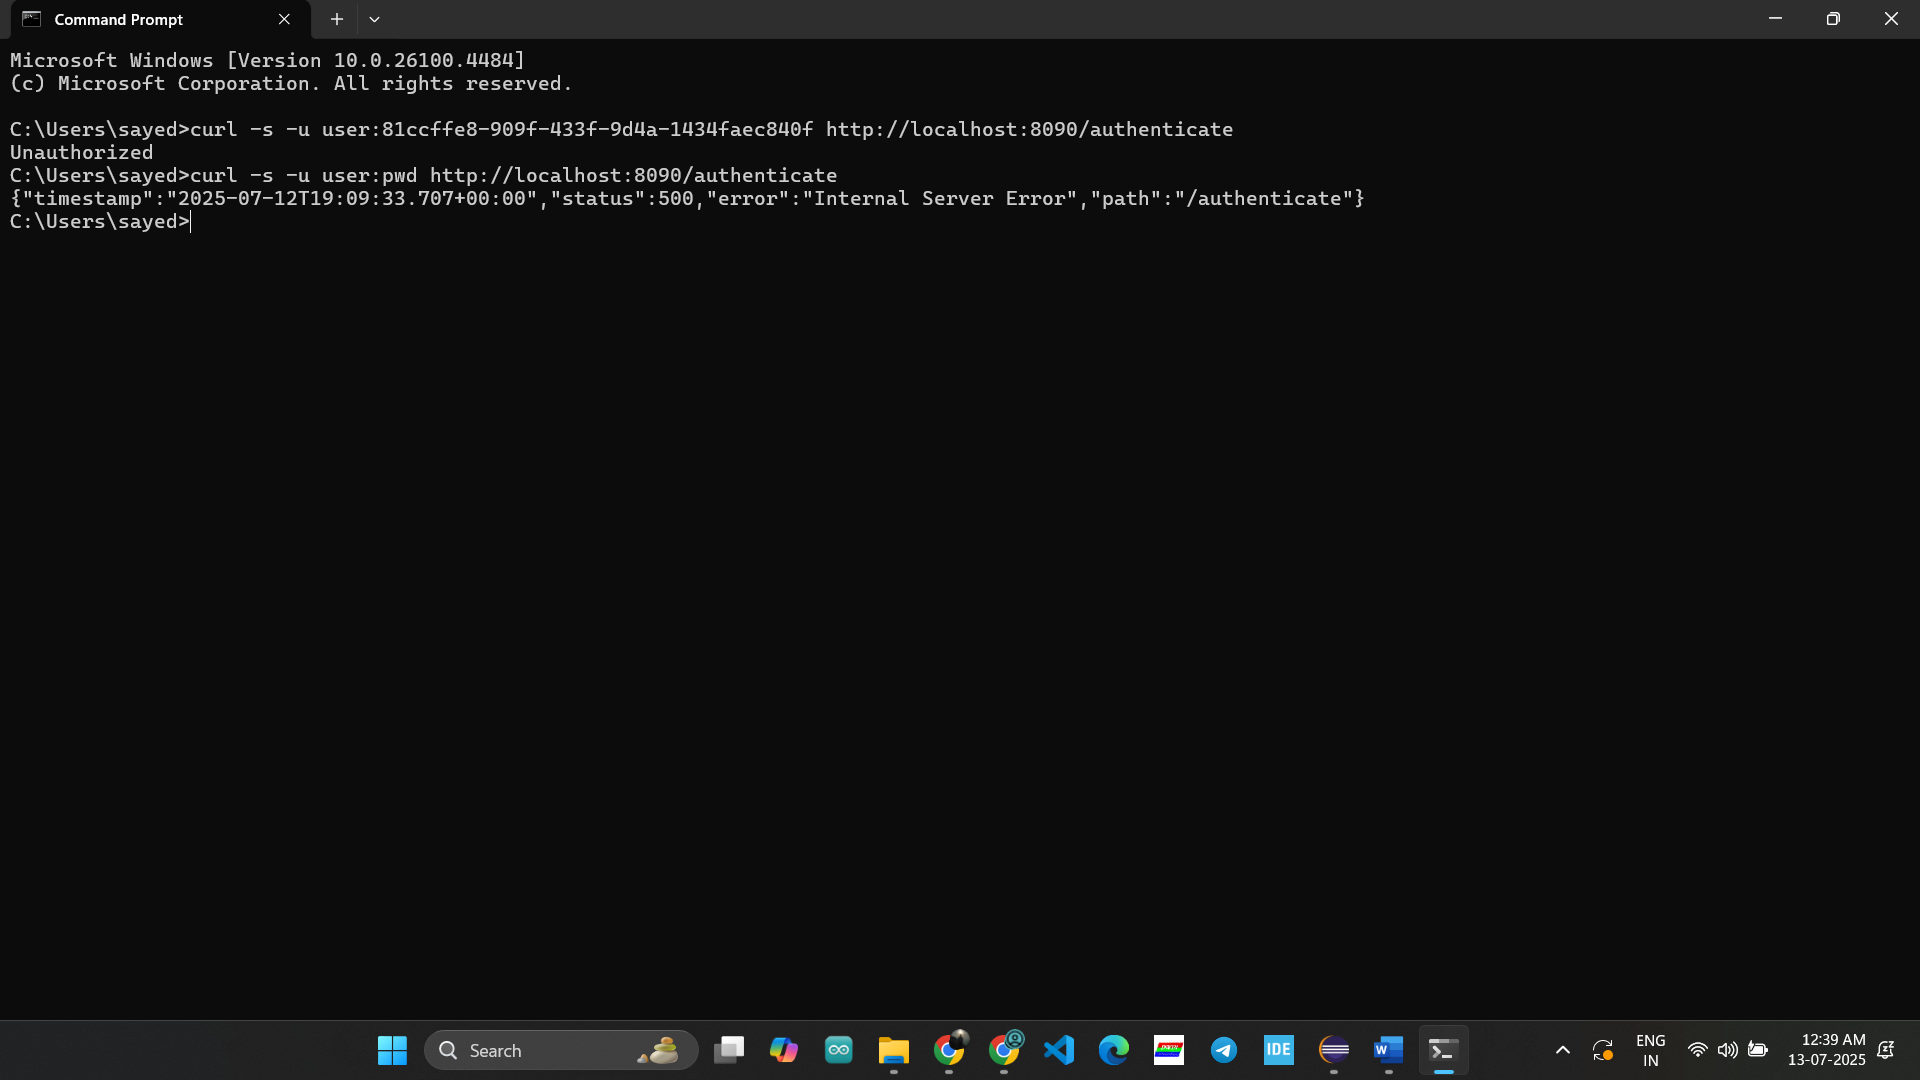 Command Prompt
Microsoft Windows [Version 10.0.26100.4484]
(c) Microsoft Corporation. All rights reserved.
C:\Users\sayed>curl -s -u user:81ccffe8-909f-433f-9d4a-1434faec840f http://localhost:8090/authenticate
Unauthorized
C:\Users\sayed>curl -s -u user:pwd http://localhost:8090/authenticate
{"timestamp":"2025-07-12T19:09:33.707+00:00","status":500,"error":"Internal Server Error","path":"/authenticate"}
C:\Users\sayed>
Search
IDE
W
ENG
IN
12:39 AM
13-07-2025